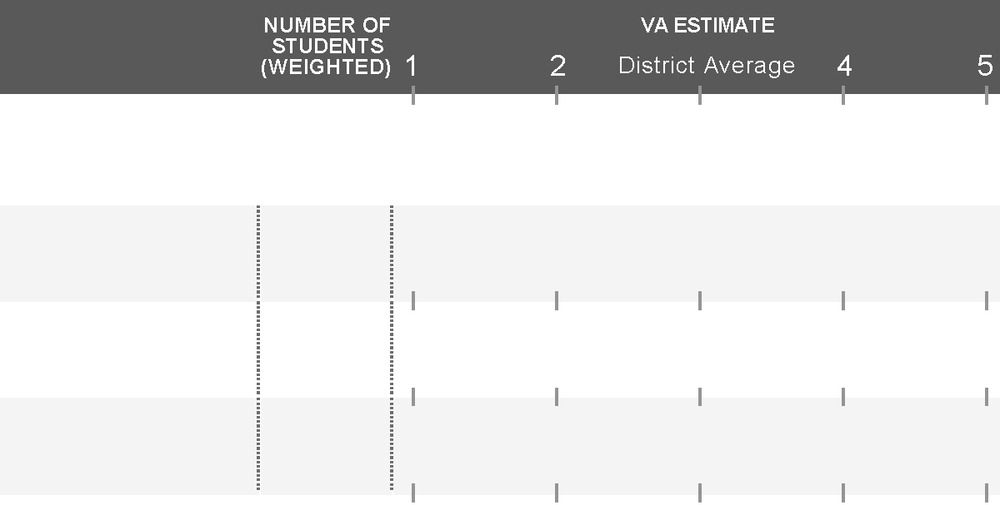 NUMBER OF
STUDENTS
(WEIGHTED)
VA ESTIMATE
1 2 District Average 4 5